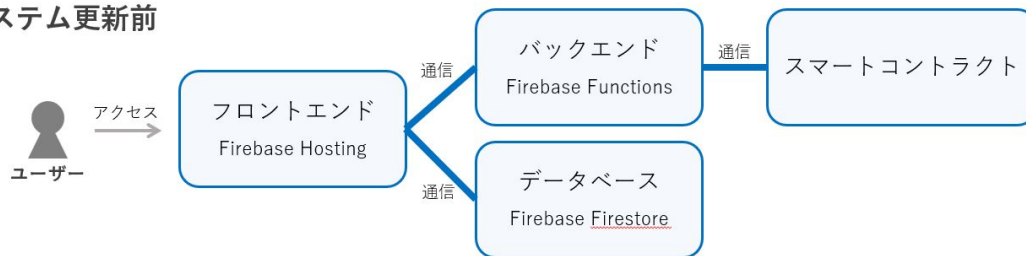 ステム更新前
アクセス
ユーザー
フロントエンド
Firebase Hosting
通信
通信
バックエンド
Firebase Functions
データベース
Firebase Firestore
通信
スマートコントラクト